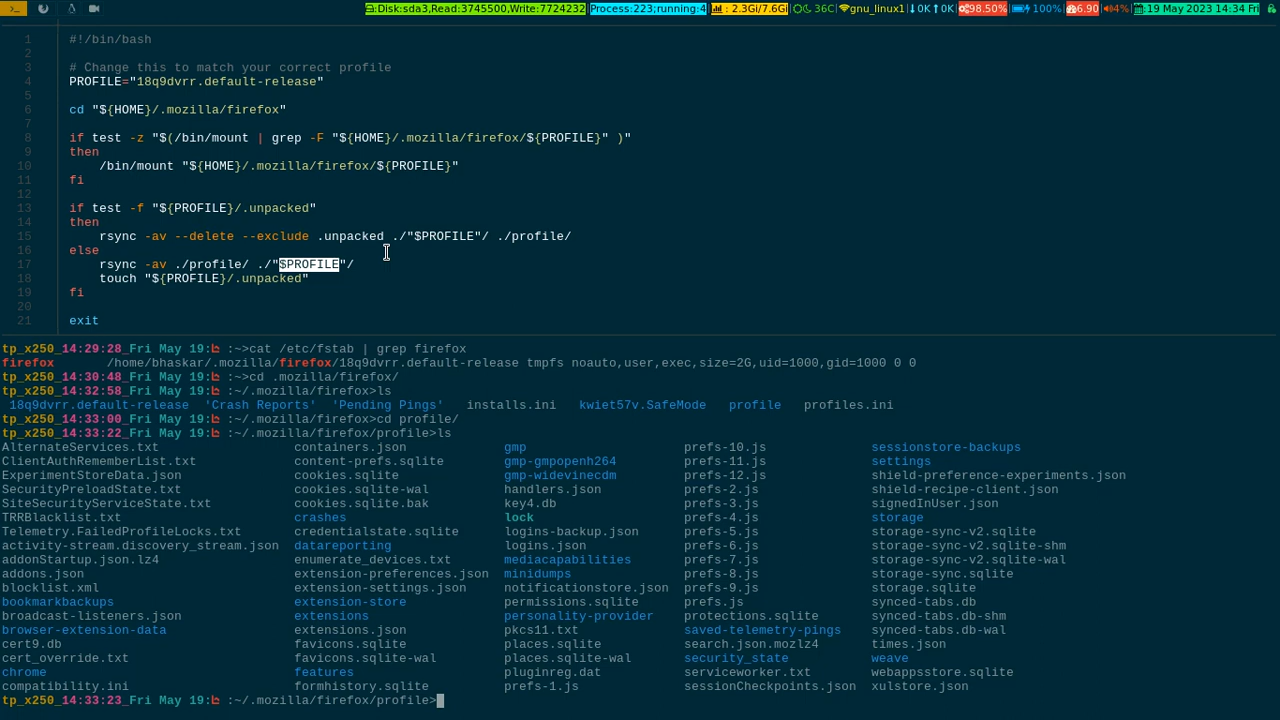 >_ Disk:sda3,Read:3745500,Write:7724232 Process:223;running:4 : 2.3Gi/7.6Gi 36C gnu_linux1 0K 0K 98.50% 100% 6.90 4% :19 May 2023 14:34 Fri
1 #!/bin/bash
2
3 # Change this to match your correct profile
4 PROFILE="18q9dvrr.default-release"
5
6 cd "${HOME}/.mozilla/firefox"
7
8 if test -z "$(/bin/mount | grep -F "${HOME}/.mozilla/firefox/${PROFILE}" )"
9 then
10 /bin/mount "${HOME}/.mozilla/firefox/${PROFILE}"
11 fi
12
13 if test -f "${PROFILE}/.unpacked"
14 then
15 rsync -av --delete --exclude .unpacked ./"$PROFILE"/ ./profile/
16 else
17 rsync -av ./profile/ ./"$PROFILE"/
18 touch "${PROFILE}/.unpacked"
19 fi
20
21 exit
tp_x250_14:29:28_Fri May 19: :~>cat /etc/fstab | grep firefox
firefox /home/bhaskar/.mozilla/firefox/18q9dvrr.default-release tmpfs noauto,user,exec,size=2G,uid=1000,gid=1000 0 0
tp_x250_14:30:48_Fri May 19: :~>cd .mozilla/firefox/
tp_x250_14:32:58_Fri May 19: :~/.mozilla/firefox>ls
18q9dvrr.default-release 'Crash Reports' 'Pending Pings' installs.ini kwiet57v.SafeMode profile profiles.ini
tp_x250_14:33:00_Fri May 19: :~/.mozilla/firefox>cd profile/
tp_x250_14:33:22_Fri May 19: :~/.mozilla/firefox/profile>ls
AlternateServices.txt containers.json gmp prefs-10.js sessionstore-backups
ClientAuthRememberList.txt content-prefs.sqlite gmp-gmpopenh264 prefs-11.js settings
ExperimentStoreData.json cookies.sqlite gmp-widevinecdm prefs-12.js shield-preference-experiments.json
SecurityPreloadState.txt cookies.sqlite-wal handlers.json prefs-2.js shield-recipe-client.json
SiteSecurityServiceState.txt cookies.sqlite.bak key4.db prefs-3.js signedInUser.json
TRRBlacklist.txt crashes lock prefs-4.js storage
Telemetry.FailedProfileLocks.txt credentialstate.sqlite logins-backup.json prefs-5.js storage-sync-v2.sqlite
activity-stream.discovery_stream.json datareporting logins.json prefs-6.js storage-sync-v2.sqlite-shm
addonStartup.json.lz4 enumerate_devices.txt mediacapabilities prefs-7.js storage-sync-v2.sqlite-wal
addons.json extension-preferences.json minidumps prefs-8.js storage-sync.sqlite
blocklist.xml extension-settings.json notificationstore.json prefs-9.js storage.sqlite
bookmarkbackups extension-store permissions.sqlite prefs.js synced-tabs.db
broadcast-listeners.json extensions personality-provider protections.sqlite synced-tabs.db-shm
browser-extension-data extensions.json pkcs11.txt saved-telemetry-pings synced-tabs.db-wal
cert9.db favicons.sqlite places.sqlite search.json.mozlz4 times.json
cert_override.txt favicons.sqlite-wal places.sqlite-wal security_state weave
chrome features pluginreg.dat serviceworker.txt webappsstore.sqlite
compatibility.ini formhistory.sqlite prefs-1.js sessionCheckpoints.json xulstore.json
tp_x250_14:33:23_Fri May 19: :~/.mozilla/firefox/profile>